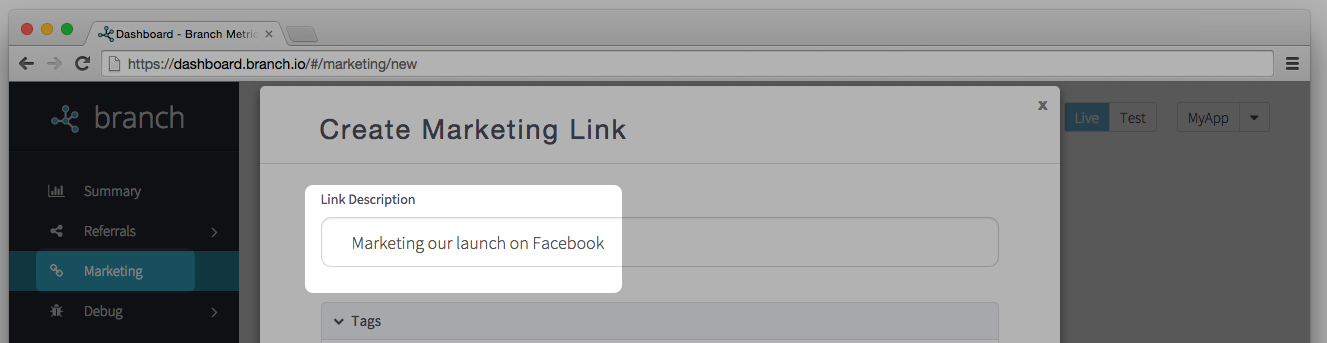 Dashboard - Branch Metric
https://dashboard.branch.io/#/marketing/new
branch
Create Marketing Link
x
Live
Test
MyApp
Summary
Link Description
Referrals
Marketing our launch on Facebook
Marketing
Debug
Tags